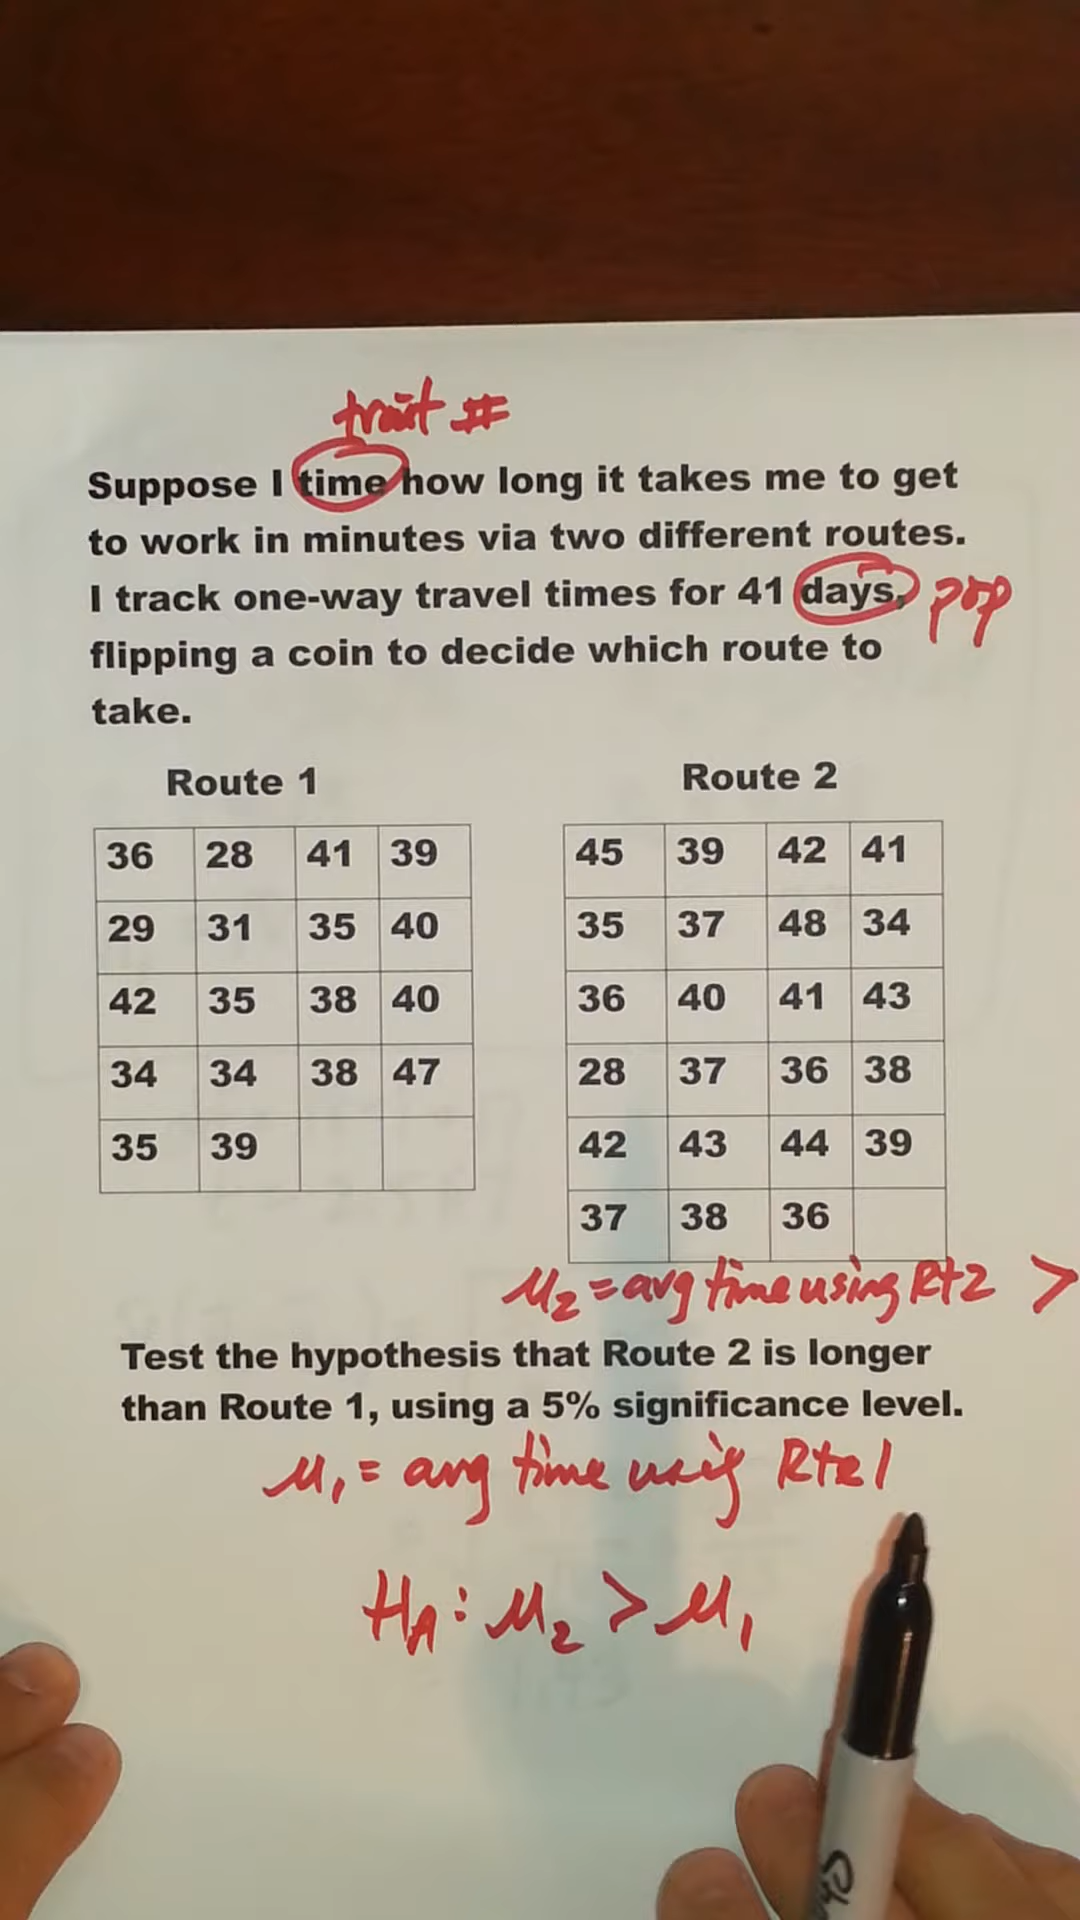 trait #
Suppose I time how long it takes me to get
to work in minutes via two different routes.
I track one-way travel times for 41 days, pop
flipping a coin to decide which route to
take.
Route 1 Route 2
36 28 41 39 45 39 42 41
29 31 35 40 35 37 48 34
42 35 38 40 36 40 41 43
34 34 38 47 28 37 36 38
35 39 42 43 44 39
37 38 36
μ2 = avg time using Rt2 >
Test the hypothesis that Route 2 is longer
than Route 1, using a 5% significance level.
μ1 = avg time using Rte1
HA: μ2 > μ1